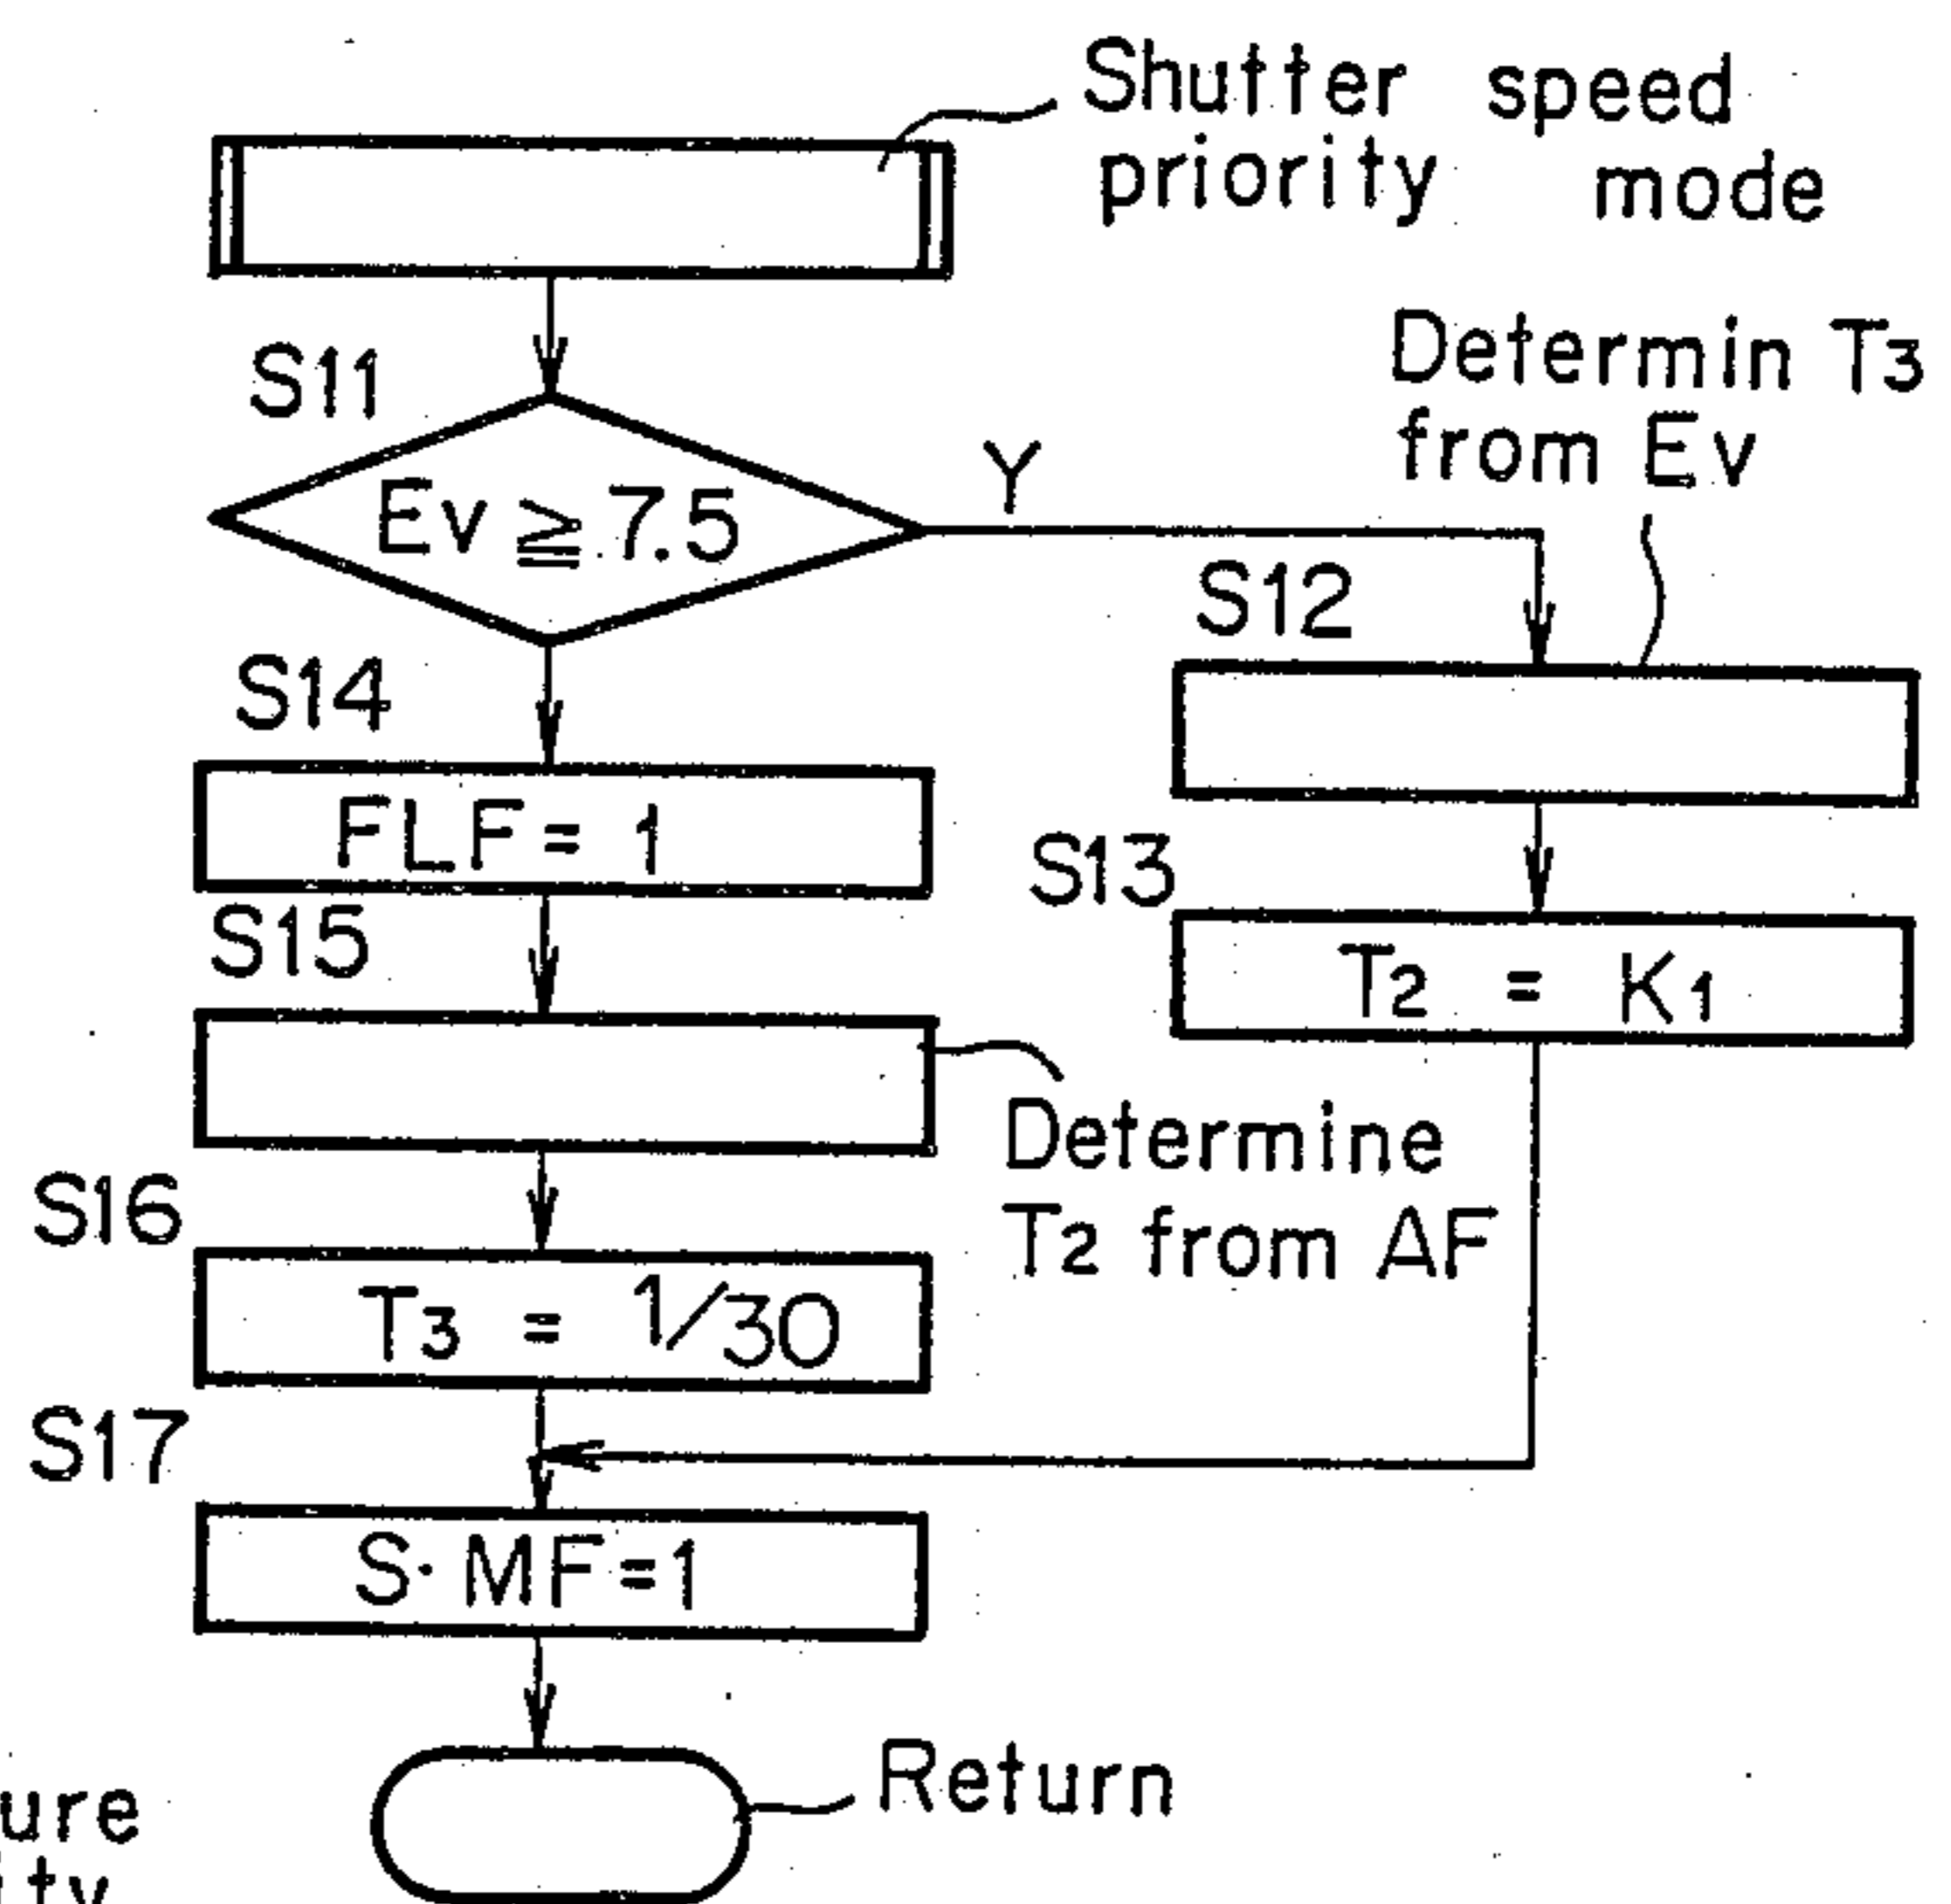 Shutter speed
priority mode
S11
Determin T3
from Ev
Ev ≧ 7.5
Y
S12
S14
FLF = 1
S13
S15
T2 = K1
Determine
T2 from AF
S16
T3 = 1/30
S17
S·MF=1
Return
ure
ity